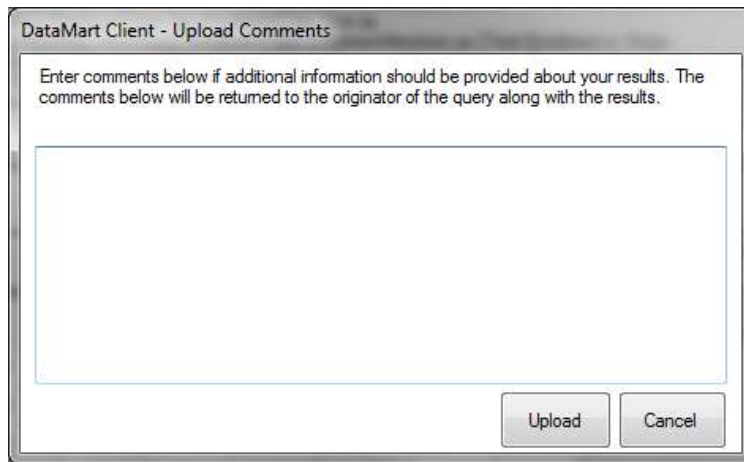 DataMart Client - Upload Comments
Enter comments below if additional information should be provided about your results. The
comments below will be returned to the originator of the query along with the results.
Upload Cancel